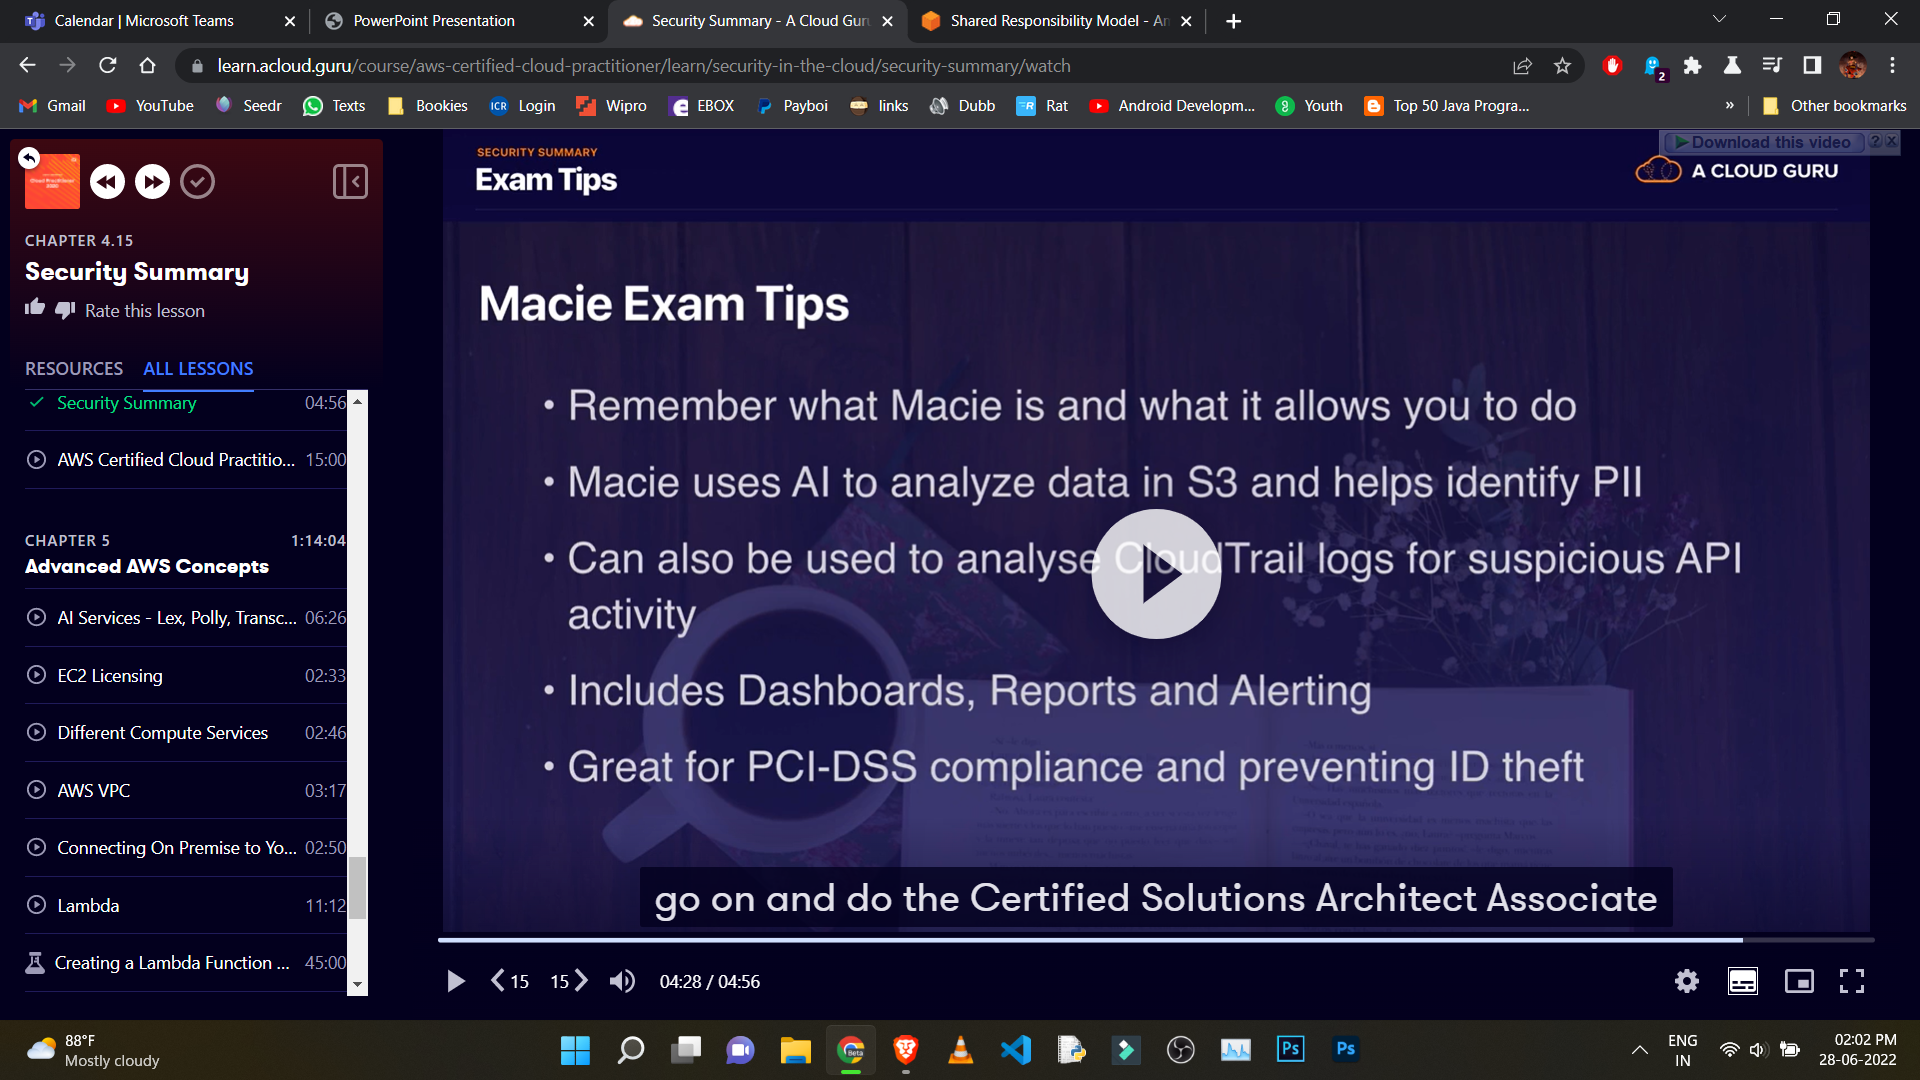 Calendar | Microsoft Teams
PowerPoint Presentation
Security Summary - A Cloud Guru
Shared Responsibility Model - Am
learn.acloud.guru/course/aws-certified-cloud-practitioner/learn/security-in-the-cloud/security-summary/watch
2
Gmail
YouTube
Seedr
Texts
Bookies
ICR
Login
Wipro
EBOX
Payboi
links
Dubb
Rat
Android Developm...
Youth
Top 50 Java Progra...
»
Other bookmarks
Download this video
SECURITY SUMMARY
Exam Tips
A CLOUD GURU
CHAPTER 4.15
Security Summary
Rate this lesson
RESOURCES
ALL LESSONS
Security Summary 04:56
AWS Certified Cloud Practitio... 15:00
CHAPTER 5 1:14:04
Advanced AWS Concepts
AI Services - Lex, Polly, Transc... 06:26
EC2 Licensing 02:33
Different Compute Services 02:46
AWS VPC 03:17
Connecting On Premise to Yo... 02:50
Lambda 11:12
Creating a Lambda Function ... 45:00
Macie Exam Tips
• Remember what Macie is and what it allows you to do
• Macie uses AI to analyze data in S3 and helps identify PII
• Can also be used to analyse CloudTrail logs for suspicious API
activity
• Includes Dashboards, Reports and Alerting
• Great for PCI-DSS compliance and preventing ID theft
go on and do the Certified Solutions Architect Associate
15
15
04:28 / 04:56
88°F
Mostly cloudy
Beta
Ps
Ps
ENG
IN
02:02 PM
28-06-2022